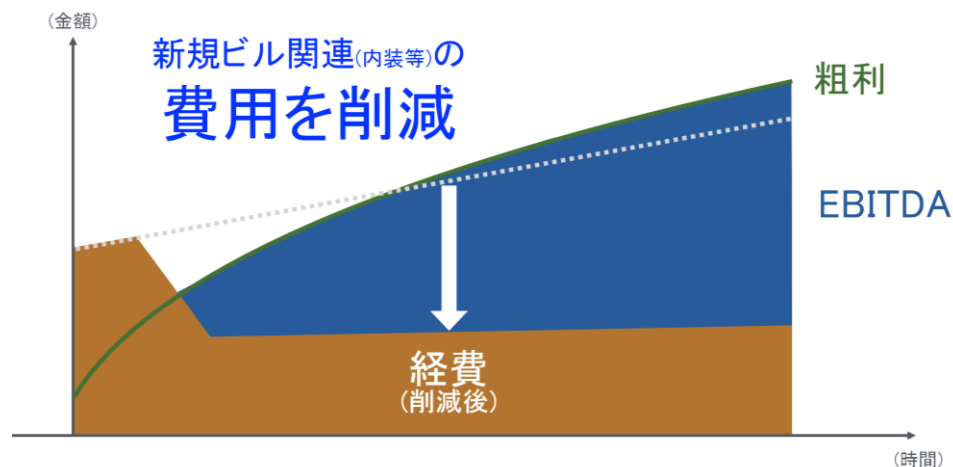 (金額)
新規ビル関連(内装等)の
費用を削減
粗利
EBITDA
経費
(削減後)
(時間)